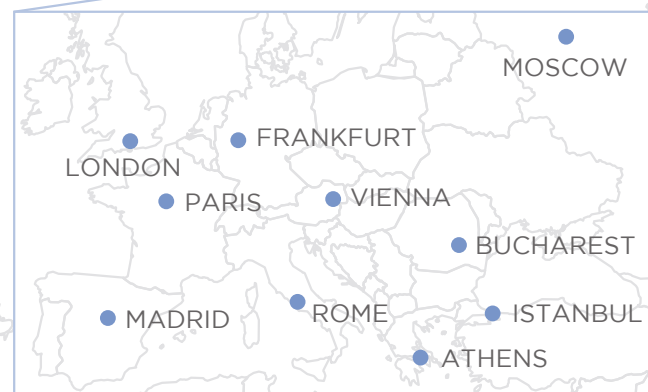 MOSCOW
FRANKFURT
LONDON
PARIS
VIENNA
BUCHAREST
MADRID
ROME
ISTANBUL
ATHENS